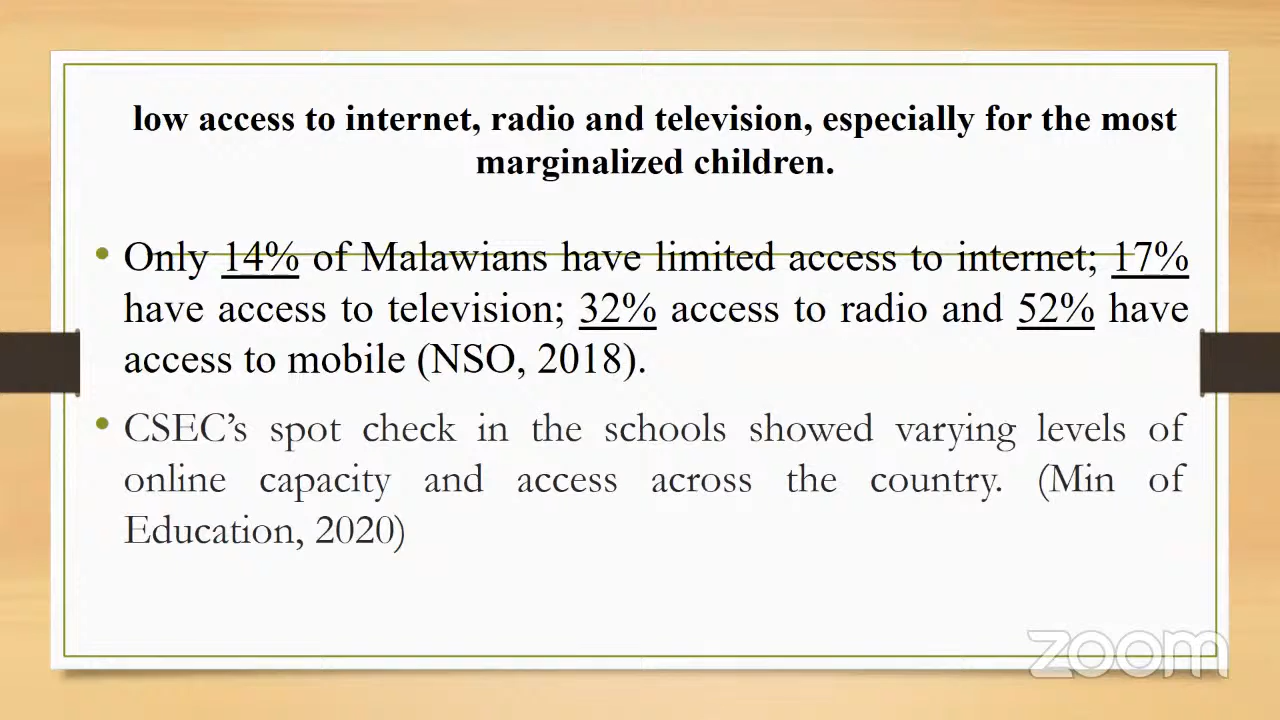 low access to internet, radio and television, especially for the most
marginalized children.
• Only 14% of Malawians have limited access to internet; 17%
have access to television; 32% access to radio and 52% have
access to mobile (NSO, 2018).
• CSEC’s spot check in the schools showed varying levels of
online capacity and access across the country. (Min of
Education, 2020)
zoom